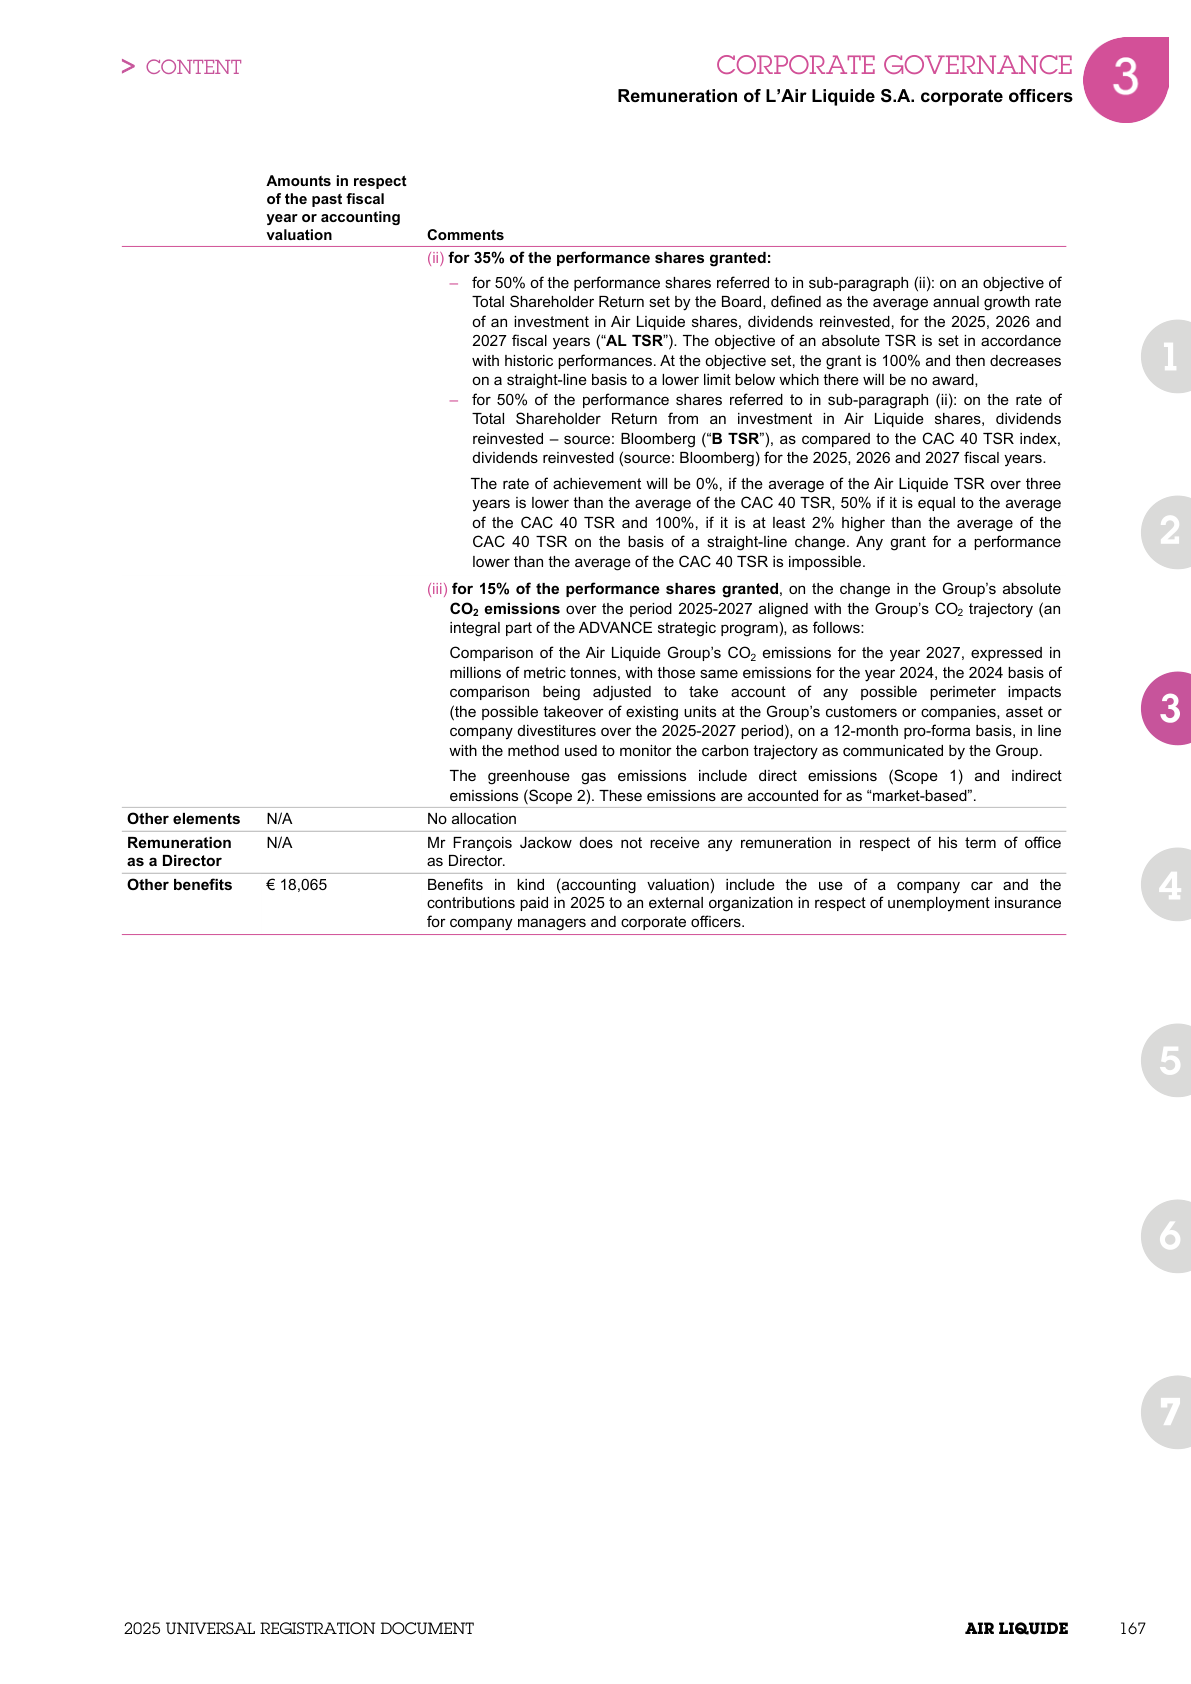 > CONTENT
CORPORATE GOVERNANCE
3
Remuneration of L’Air Liquide S.A. corporate officers
Amounts in respect
of the past fiscal
year or accounting
valuation
Comments
(ii) for 35% of the performance shares granted:
– for 50% of the performance shares referred to in sub-paragraph (ii): on an objective of
Total Shareholder Return set by the Board, defined as the average annual growth rate
of an investment in Air Liquide shares, dividends reinvested, for the 2025, 2026 and
2027 fiscal years (“AL TSR”). The objective of an absolute TSR is set in accordance
with historic performances. At the objective set, the grant is 100% and then decreases
on a straight-line basis to a lower limit below which there will be no award,
– for 50% of the performance shares referred to in sub-paragraph (ii): on the rate of
Total Shareholder Return from an investment in Air Liquide shares, dividends
reinvested – source: Bloomberg (“B TSR”), as compared to the CAC 40 TSR index,
dividends reinvested (source: Bloomberg) for the 2025, 2026 and 2027 fiscal years.
The rate of achievement will be 0%, if the average of the Air Liquide TSR over three
years is lower than the average of the CAC 40 TSR, 50% if it is equal to the average
of the CAC 40 TSR and 100%, if it is at least 2% higher than the average of the
CAC 40 TSR on the basis of a straight-line change. Any grant for a performance
lower than the average of the CAC 40 TSR is impossible.
(iii) for 15% of the performance shares granted, on the change in the Group’s absolute
CO₂ emissions over the period 2025-2027 aligned with the Group’s CO₂ trajectory (an
integral part of the ADVANCE strategic program), as follows:
Comparison of the Air Liquide Group’s CO₂ emissions for the year 2027, expressed in
millions of metric tonnes, with those same emissions for the year 2024, the 2024 basis of
comparison being adjusted to take account of any possible perimeter impacts
(the possible takeover of existing units at the Group’s customers or companies, asset or
company divestitures over the 2025-2027 period), on a 12-month pro-forma basis, in line
with the method used to monitor the carbon trajectory as communicated by the Group.
The greenhouse gas emissions include direct emissions (Scope 1) and indirect
emissions (Scope 2). These emissions are accounted for as “market-based”.
Other elements N/A No allocation
Remuneration N/A Mr François Jackow does not receive any remuneration in respect of his term of office
as a Director as Director.
Other benefits € 18,065 Benefits in kind (accounting valuation) include the use of a company car and the
contributions paid in 2025 to an external organization in respect of unemployment insurance
for company managers and corporate officers.
1
2
3
4
5
6
7
2025 UNIVERSAL REGISTRATION DOCUMENT AIR LIQUIDE 167